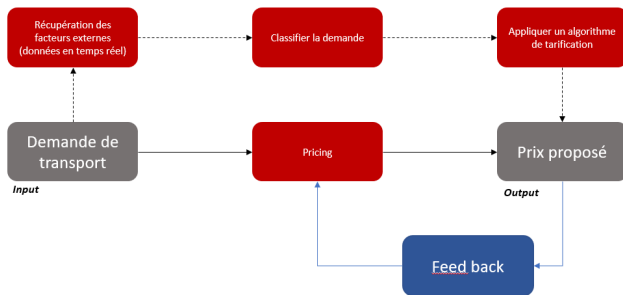 Récupération des
facteurs externes
(données en temps réel)
Classifier la demande
Appliquer un algorithme
de tarification
Demande de
transport
Pricing
Prix proposé
Input
Output
Feed back